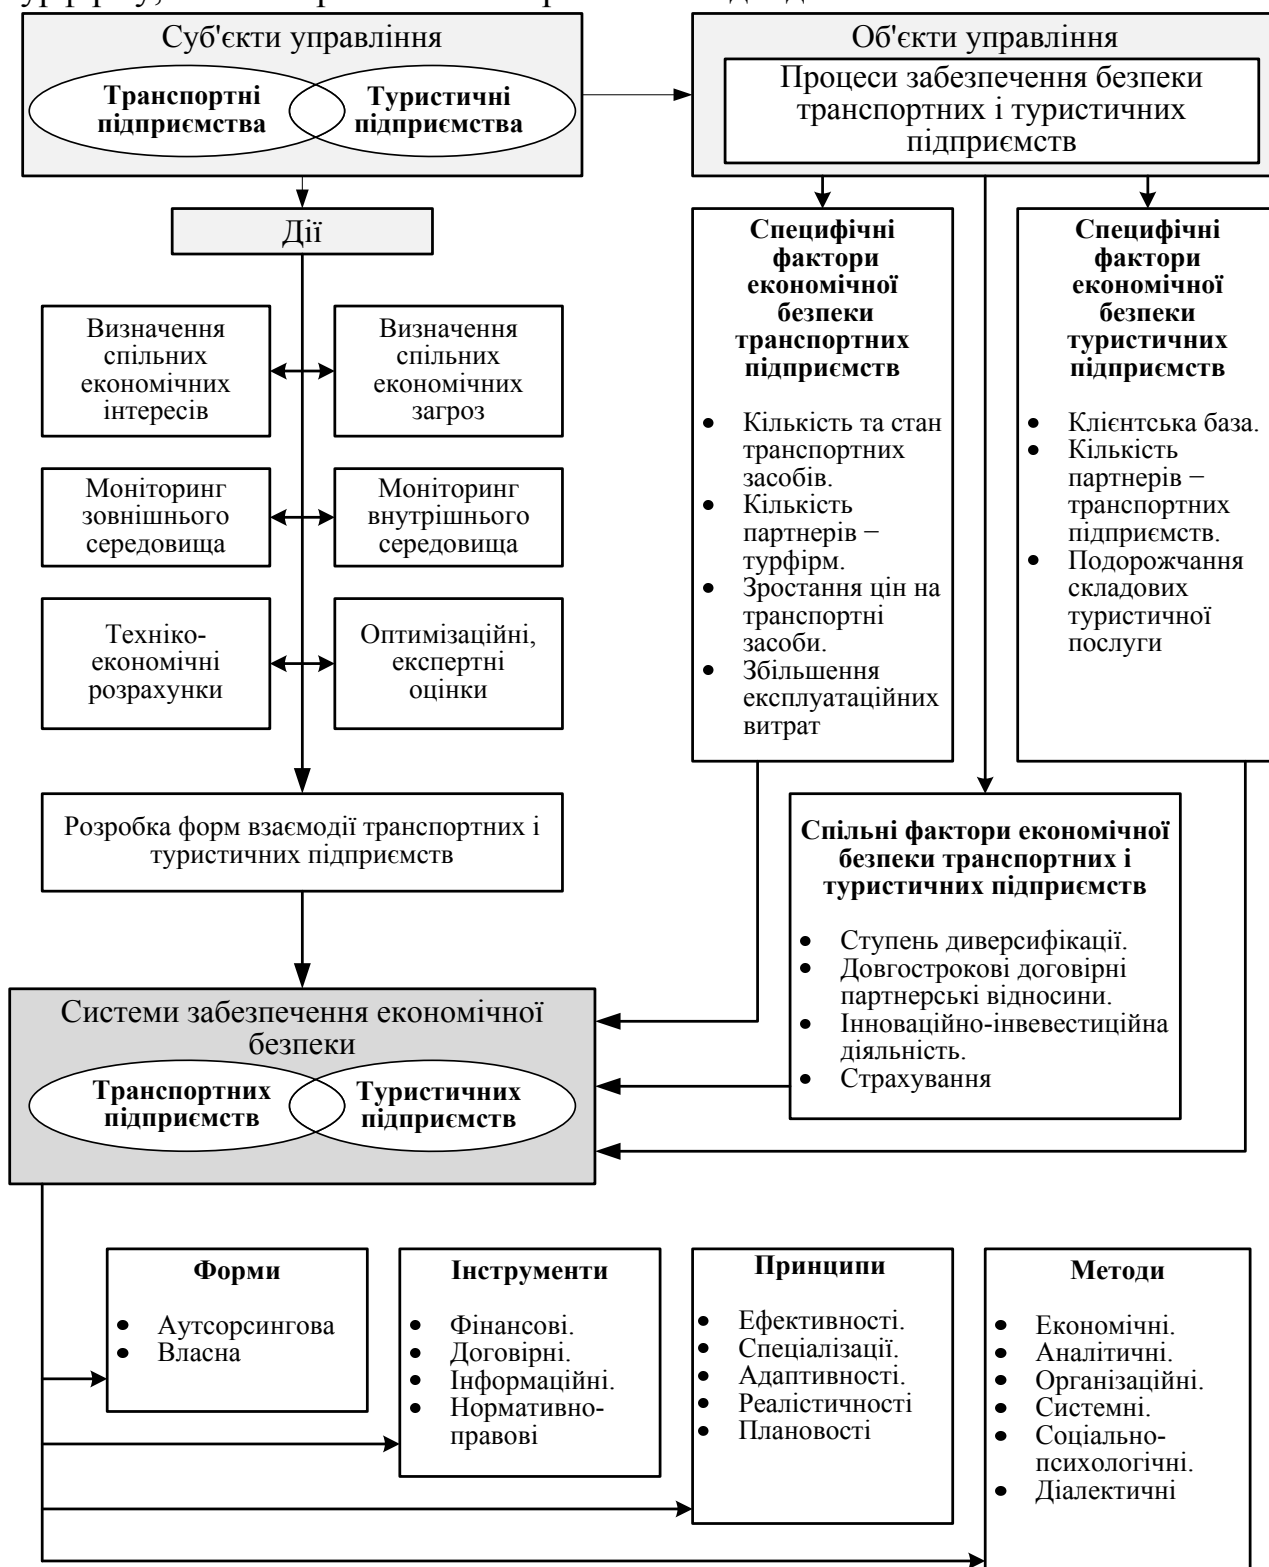 Суб'єкти управління
Транспортні
підприємства
Туристичні
підприємства
Об'єкти управління
Процеси забезпечення безпеки
транспортних і туристичних
підприємств
Дії
Визначення
спільних
економічних
інтересів
Визначення
спільних
економічних
загроз
Моніторинг
зовнішнього
середовища
Моніторинг
внутрішнього
середовища
Техніко-
економічні
розрахунки
Оптимізаційні,
експертні
оцінки
Розробка форм взаємодії транспортних і
туристичних підприємств
Специфічні
фактори
економічної
безпеки
транспортних
підприємств
• Кількість та стан
транспортних
засобів.
• Кількість
партнерів –
турфірм.
• Зростання цін на
транспортні
засоби.
• Збільшення
експлуатаційних
витрат
Специфічні
фактори
економічної
безпеки
туристичних
підприємств
• Клієнтська база.
• Кількість
партнерів –
транспортних
підприємств.
• Подорожчання
складових
туристичної
послуги
Спільні фактори економічної
безпеки транспортних і
туристичних підприємств
• Ступень диверсифікації.
• Довгострокові договірні
партнерські відносини.
• Інноваційно-інвевестиційна
діяльність.
• Страхування
Системи забезпечення економічної
безпеки
Транспортних
підприємств
Туристичних
підприємств
Форми
• Аутсорсингова
• Власна
Інструменти
• Фінансові.
• Договірні.
• Інформаційні.
• Нормативно-
правові
Принципи
• Ефективності.
• Спеціалізації.
• Адаптивності.
• Реалістичності
• Плановості
Методи
• Економічні.
• Аналітичні.
• Організаційні.
• Системні.
• Соціально-
психологічні.
• Діалектичні